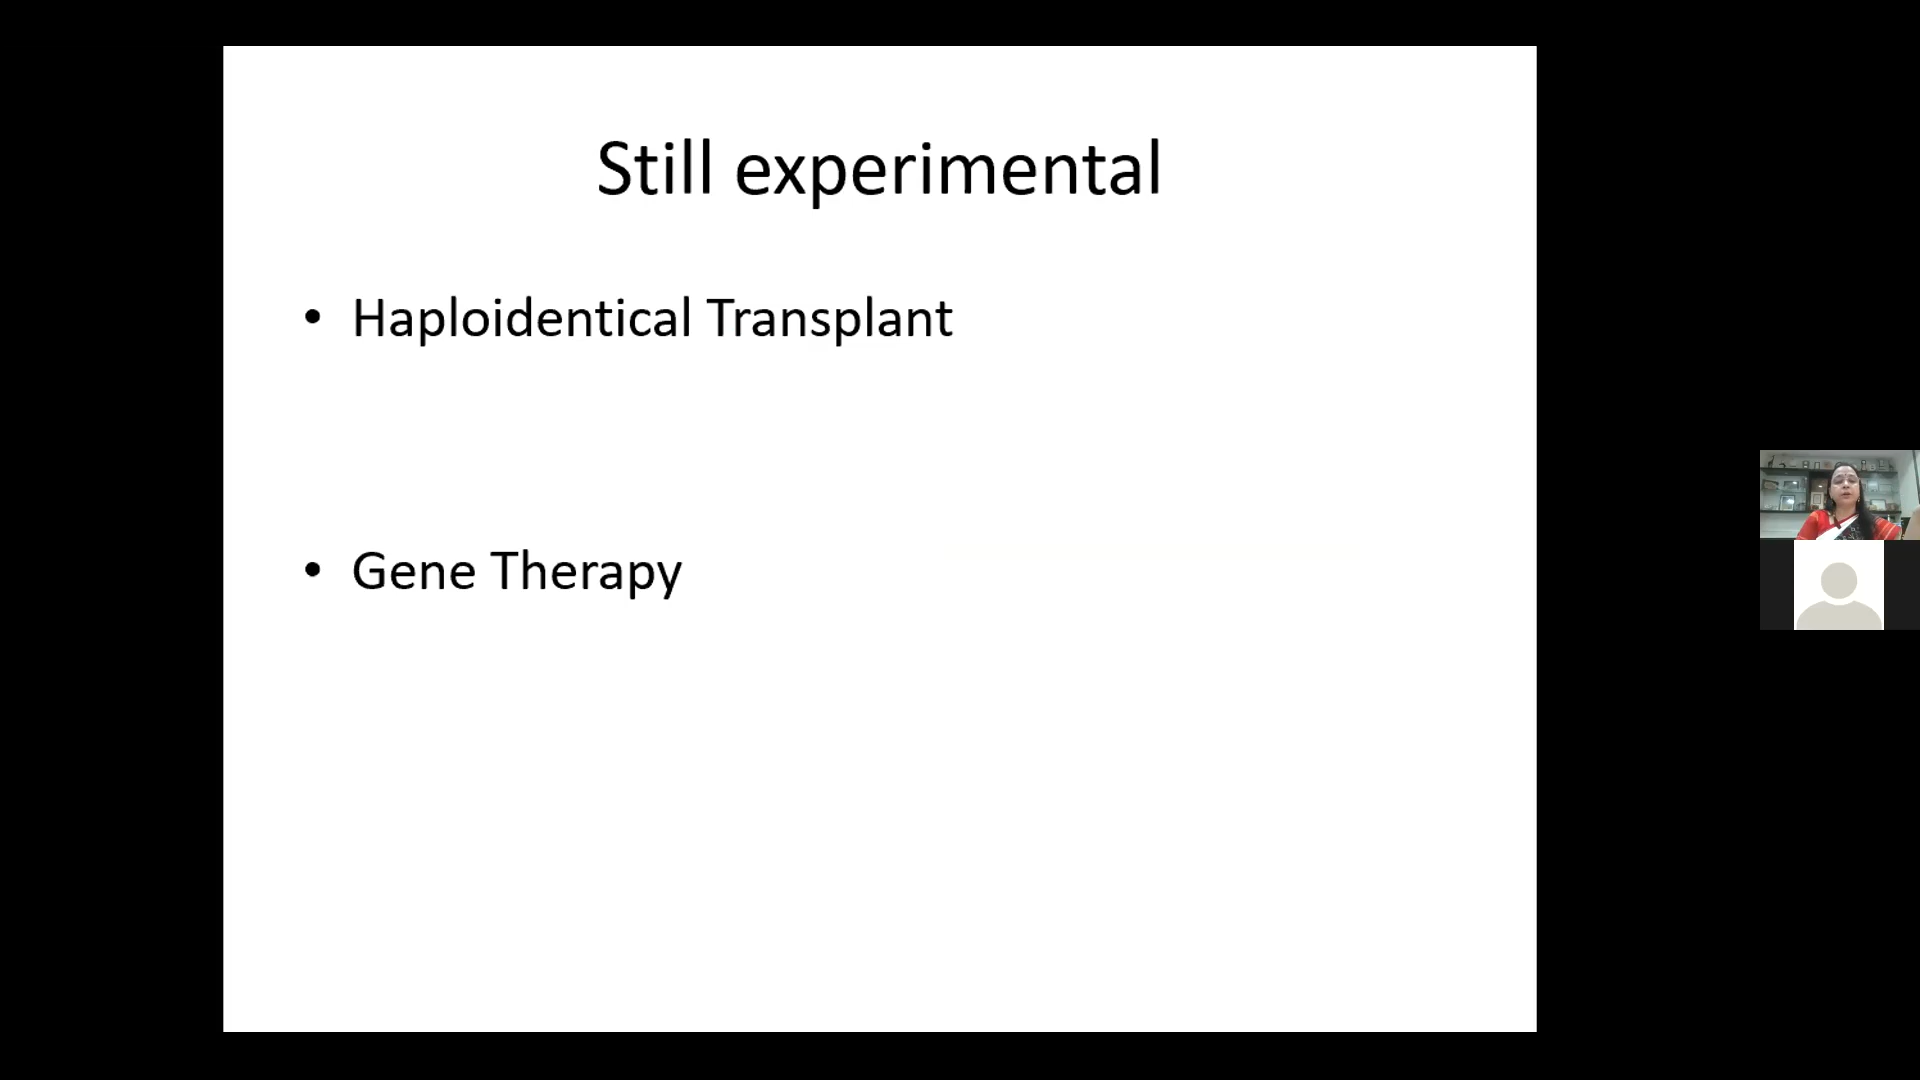 Still experimental
• Haploidentical Transplant
• Gene Therapy